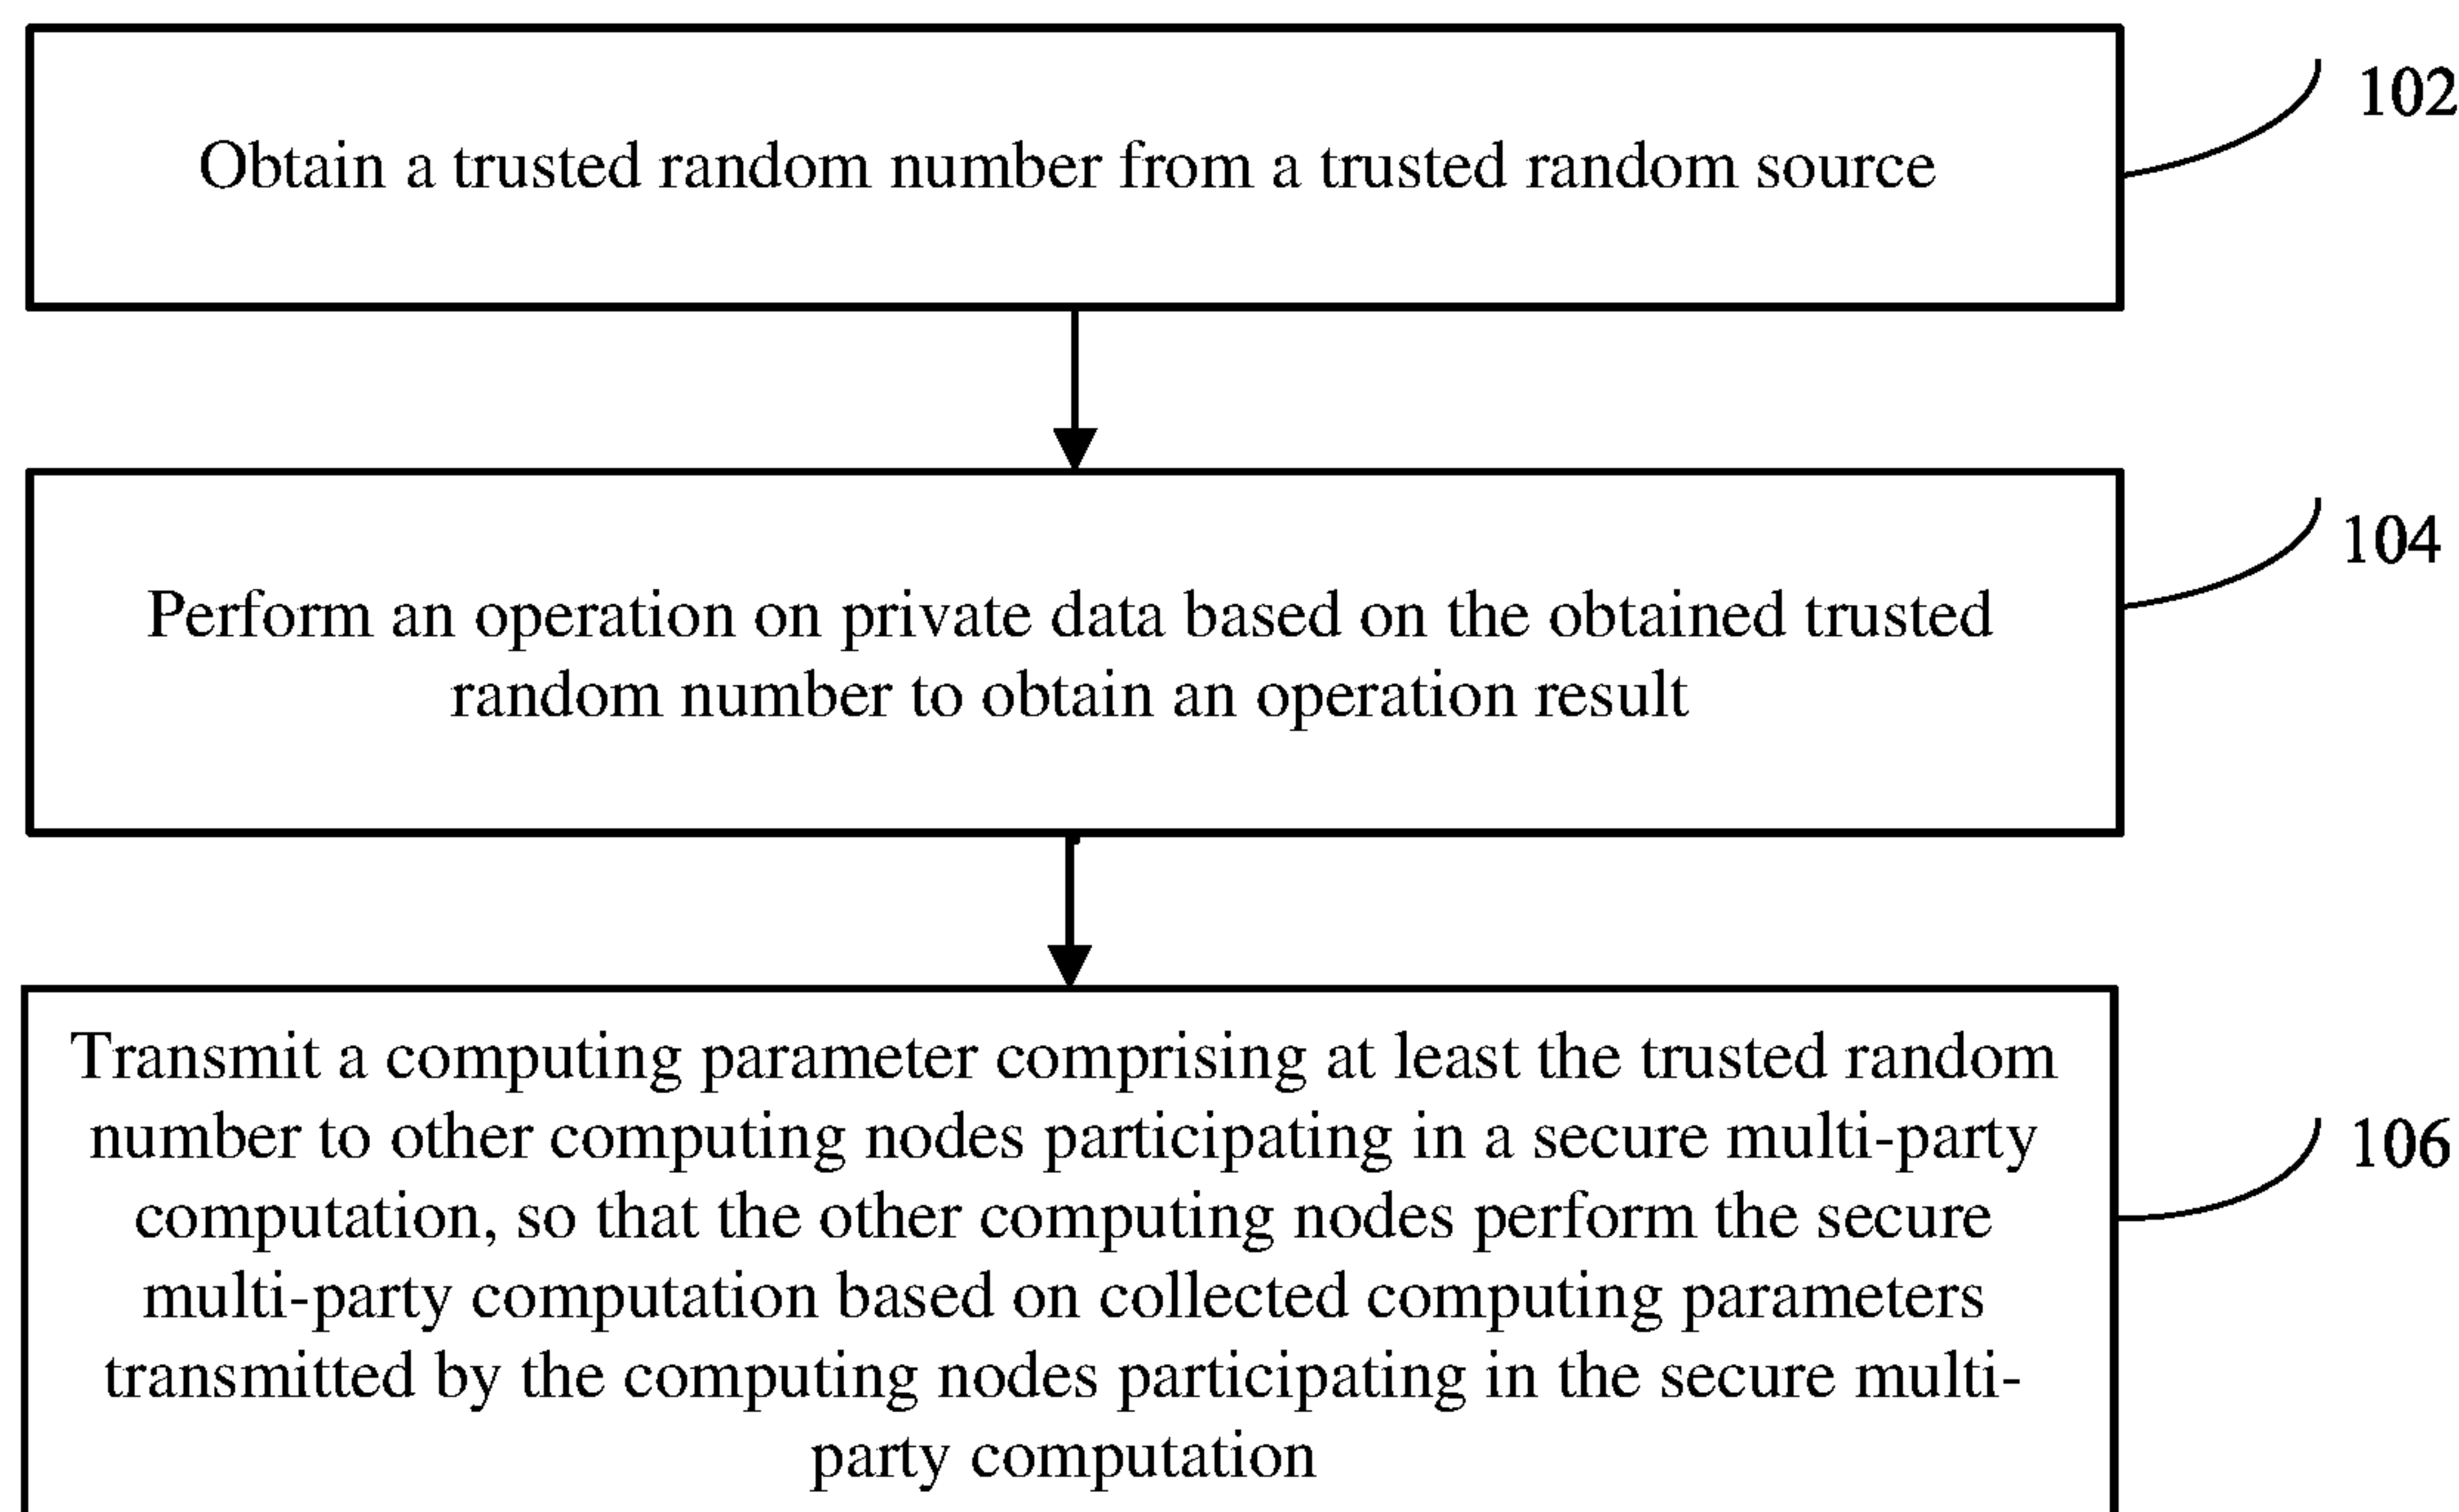 Obtain a trusted random number from a trusted random source
102
Perform an operation on private data based on the obtained trusted
random number to obtain an operation result
104
Transmit a computing parameter comprising at least the trusted random
number to other computing nodes participating in a secure multi-party
computation, so that the other computing nodes perform the secure
multi-party computation based on collected computing parameters
transmitted by the computing nodes participating in the secure multi-
party computation
106